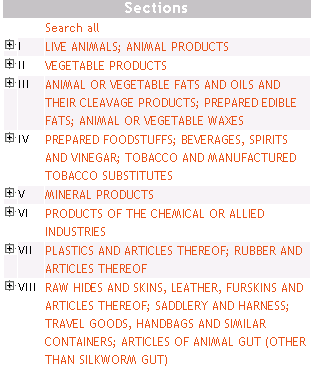 Sections
Search all
I LIVE ANIMALS; ANIMAL PRODUCTS
II VEGETABLE PRODUCTS
III ANIMAL OR VEGETABLE FATS AND OILS AND
THEIR CLEAVAGE PRODUCTS; PREPARED EDIBLE
FATS; ANIMAL OR VEGETABLE WAXES
IV PREPARED FOODSTUFFS; BEVERAGES, SPIRITS
AND VINEGAR; TOBACCO AND MANUFACTURED
TOBACCO SUBSTITUTES
V MINERAL PRODUCTS
VI PRODUCTS OF THE CHEMICAL OR ALLIED
INDUSTRIES
VII PLASTICS AND ARTICLES THEREOF; RUBBER AND
ARTICLES THEREOF
VIII RAW HIDES AND SKINS, LEATHER, FURSKINS AND
ARTICLES THEREOF; SADDLERY AND HARNESS;
TRAVEL GOODS, HANDBAGS AND SIMILAR
CONTAINERS; ARTICLES OF ANIMAL GUT (OTHER
THAN SILKWORM GUT)